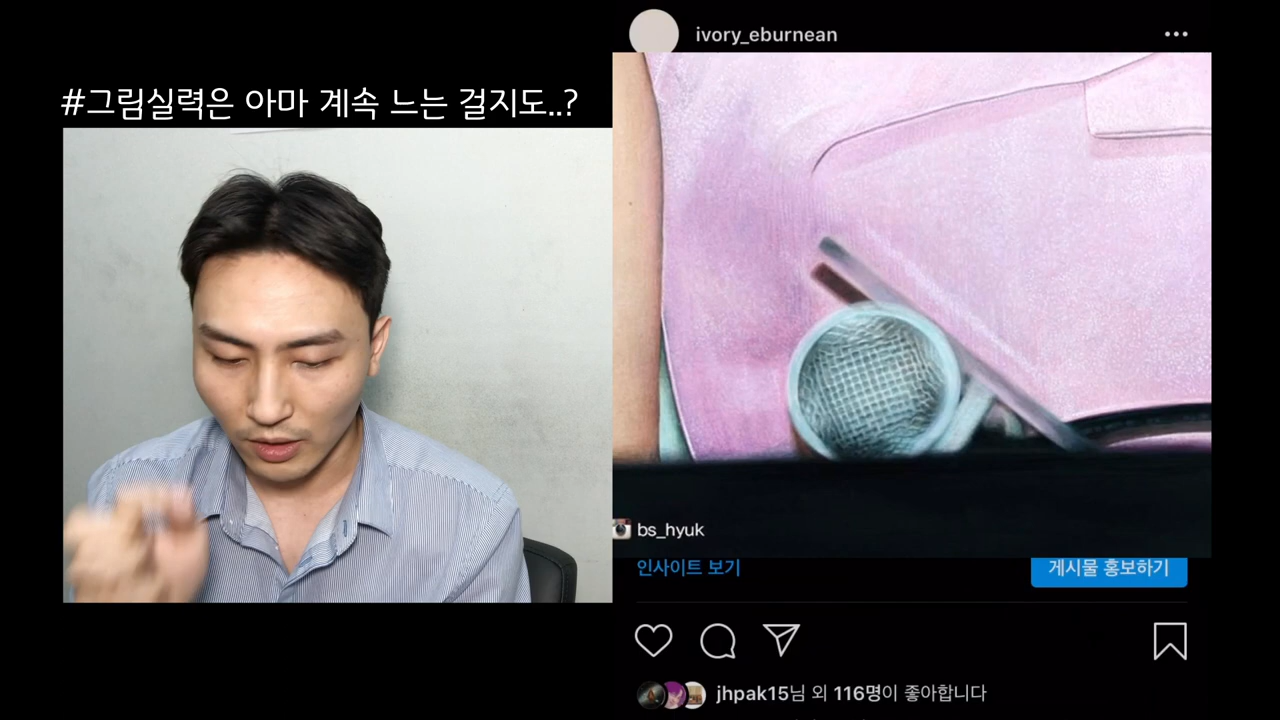 #그림실력은 아마 계속 느는 걸지도..?
ivory_eburnean
bs_hyuk
인사이트 보기
게시물 홍보하기
jhpak15님 외 116명이 좋아합니다